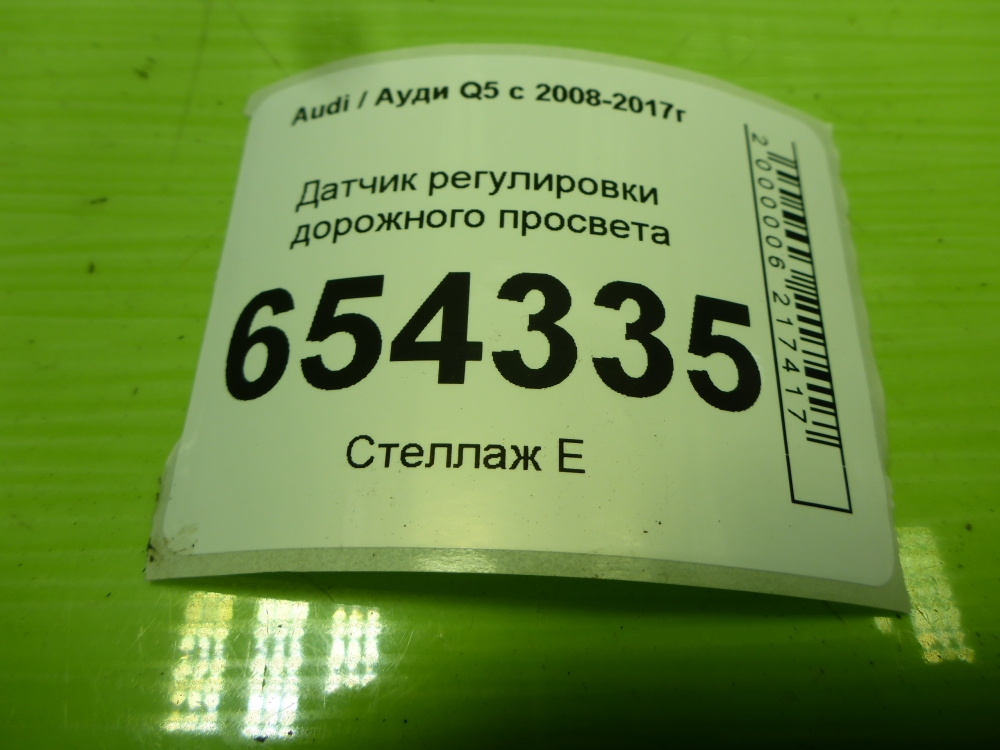 Audi / Ауди Q5 с 2008-2017г
Датчик регулировки
дорожного просвета
654335
Стеллаж Е
2000006217417